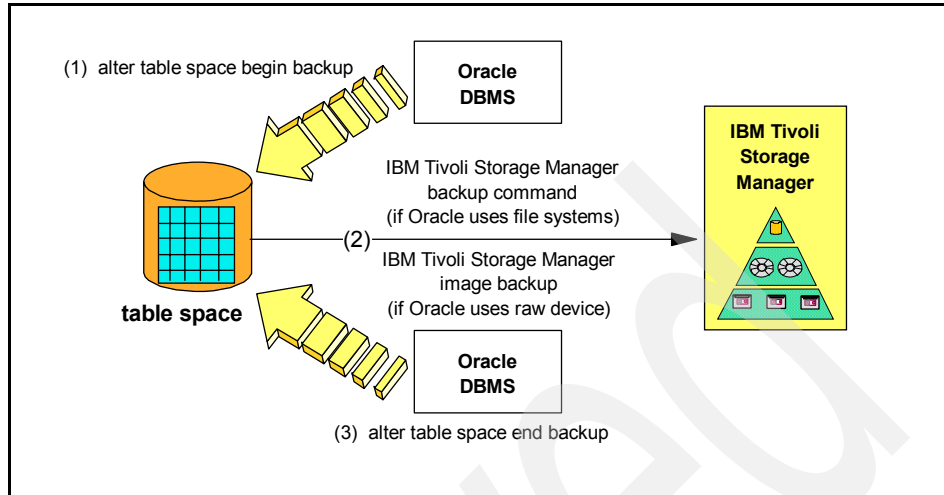 (1) alter table space begin backup
Oracle
DBMS
IBM Tivoli
Storage
Manager
IBM Tivoli Storage Manager
backup command
(if Oracle uses file systems)
(2)
IBM Tivoli Storage Manager
image backup
(if Oracle uses raw device)
table space
Oracle
DBMS
(3) alter table space end backup